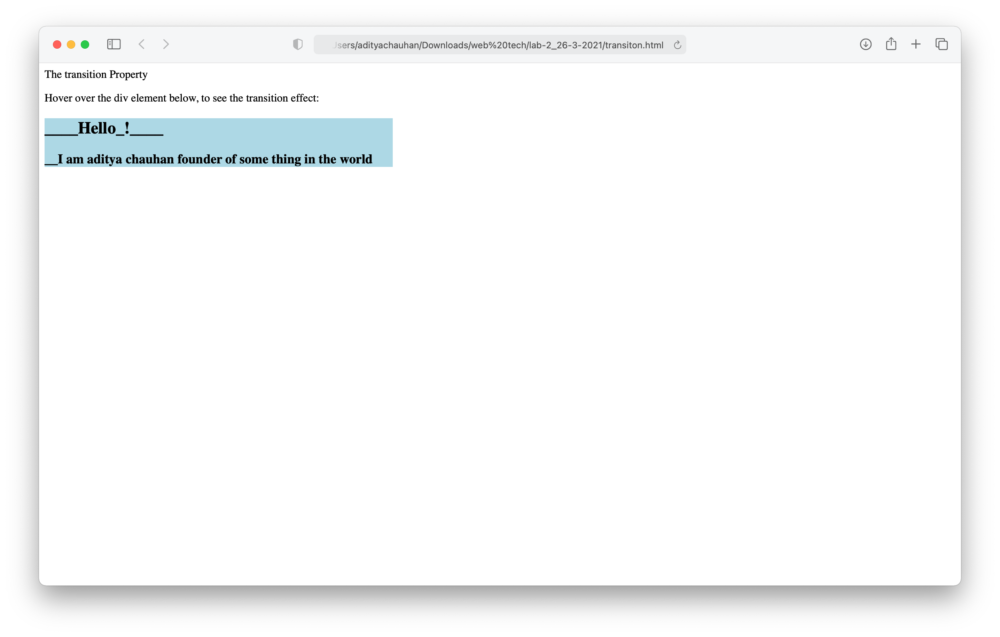 sers/adityachauhan/Downloads/web%20tech/lab-2_26-3-2021/transiton.html
The transition Property
Hover over the div element below, to see the transition effect:
____Hello_!____
__I am aditya chauhan founder of some thing in the world